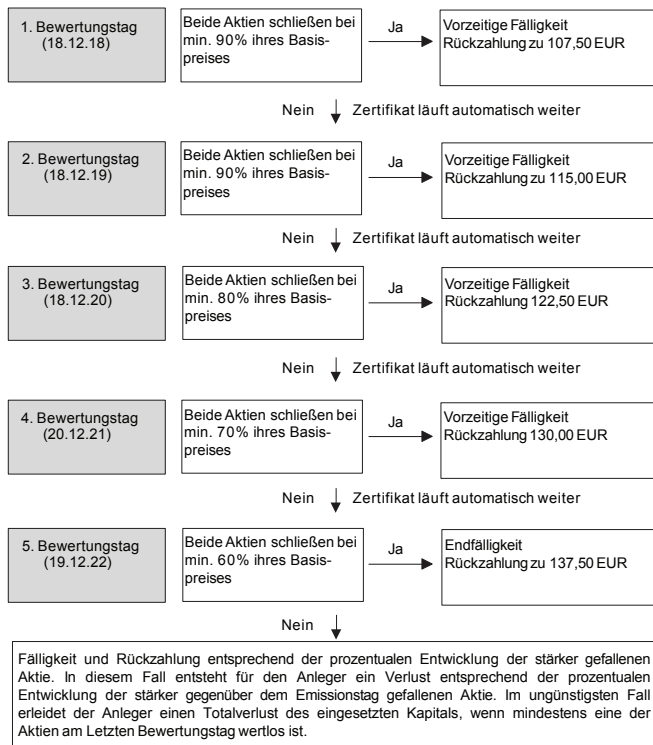 1. Bewertungstag
(18.12.18)
Beide Aktien schließen bei
min. 90% ihres Basis-
preises
Ja
Vorzeitige Fälligkeit
Rückzahlung zu 107,50 EUR
Nein
Zertifikat läuft automatisch weiter
2. Bewertungstag
(18.12.19)
Beide Aktien schließen bei
min. 90% ihres Basis-
preises
Ja
Vorzeitige Fälligkeit
Rückzahlung zu 115,00 EUR
Nein
Zertifikat läuft automatisch weiter
3. Bewertungstag
(18.12.20)
Beide Aktien schließen bei
min. 80% ihres Basis-
preises
Ja
Vorzeitige Fälligkeit
Rückzahlung 122,50 EUR
Nein
Zertifikat läuft automatisch weiter
4. Bewertungstag
(20.12.21)
Beide Aktien schließen bei
min. 70% ihres Basis-
preises
Ja
Vorzeitige Fälligkeit
Rückzahlung 130,00 EUR
Nein
Zertifikat läuft automatisch weiter
5. Bewertungstag
(19.12.22)
Beide Aktien schließen bei
min. 60% ihres Basis-
preises
Ja
Endfälligkeit
Rückzahlung zu 137,50 EUR
Nein
Fälligkeit und Rückzahlung entsprechend der prozentualen Entwicklung der stärker gefallenen
Aktie. In diesem Fall entsteht für den Anleger ein Verlust entsprechend der prozentualen
Entwicklung der stärker gegenüber dem Emissionstag gefallenen Aktie. Im ungünstigsten Fall
erleidet der Anleger einen Totalverlust des eingesetzten Kapitals, wenn mindestens eine der
Aktien am Letzten Bewertungstag wertlos ist.